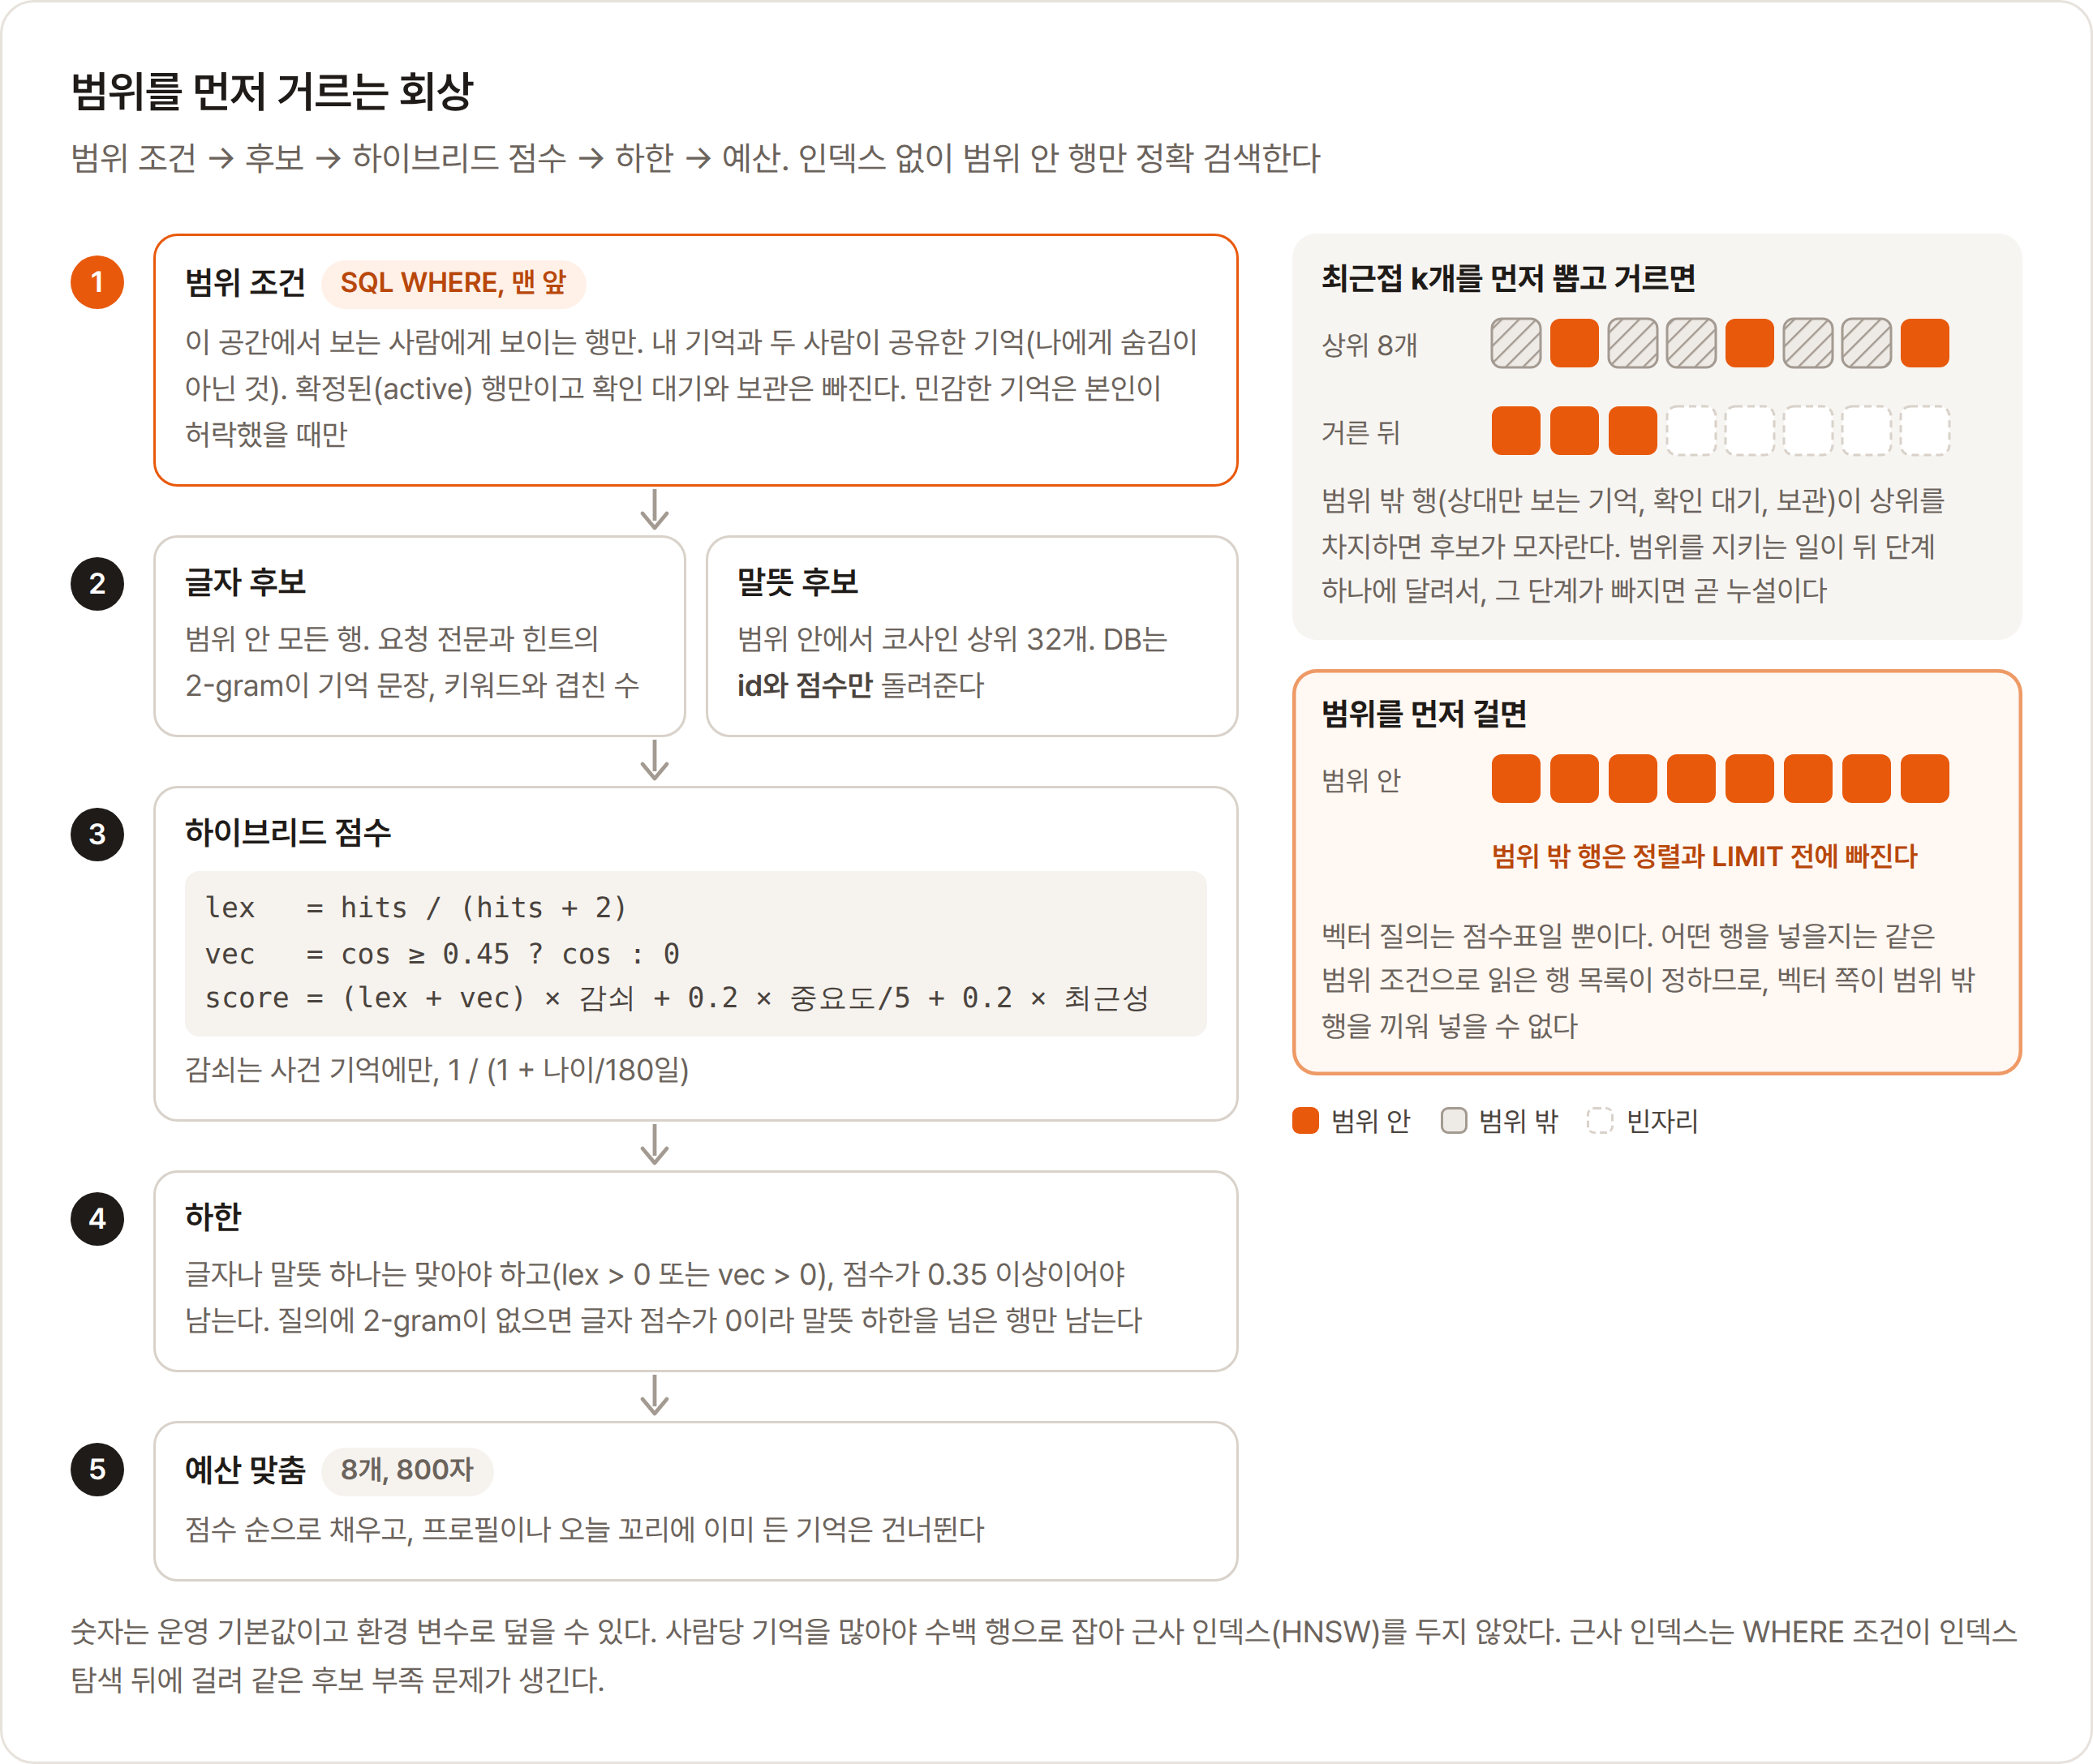 범위를 먼저 거르는 회상
범위 조건 → 후보 → 하이브리드 점수 → 하한 → 예산. 인덱스 없이 범위 안 행만 정확 검색한다
1
범위 조건
SQL WHERE, 맨 앞
이 공간에서 보는 사람에게 보이는 행만. 내 기억과 두 사람이 공유한 기억(나에게 숨김이
아닌 것). 확정된(active) 행만이고 확인 대기와 보관은 빠진다. 민감한 기억은 본인이
허락했을 때만
2
글자 후보
범위 안 모든 행. 요청 전문과 힌트의
2-gram이 기억 문장, 키워드와 겹친 수
말뜻 후보
범위 안에서 코사인 상위 32개. DB는
id와 점수만 돌려준다
3
하이브리드 점수
lex = hits / (hits + 2)
vec = cos ≥ 0.45 ? cos : 0
score = (lex + vec) × 감쇠 + 0.2 × 중요도/5 + 0.2 × 최근성
감쇠는 사건 기억에만, 1 / (1 + 나이/180일)
4
하한
글자나 말뜻 하나는 맞아야 하고(lex > 0 또는 vec > 0), 점수가 0.35 이상이어야
남는다. 질의에 2-gram이 없으면 글자 점수가 0이라 말뜻 하한을 넘은 행만 남는다
5
예산 맞춤
8개, 800자
점수 순으로 채우고, 프로필이나 오늘 꼬리에 이미 든 기억은 건너뛴다
최근접 k개를 먼저 뽑고 거르면
상위 8개
거른 뒤
범위 밖 행(상대만 보는 기억, 확인 대기, 보관)이 상위를
차지하면 후보가 모자란다. 범위를 지키는 일이 뒤 단계
하나에 달려서, 그 단계가 빠지면 곧 누설이다
범위를 먼저 걸면
범위 안
범위 밖 행은 정렬과 LIMIT 전에 빠진다
벡터 질의는 점수표일 뿐이다. 어떤 행을 넣을지는 같은
범위 조건으로 읽은 행 목록이 정하므로, 벡터 쪽이 범위 밖
행을 끼워 넣을 수 없다
범위 안
범위 밖
빈자리
숫자는 운영 기본값이고 환경 변수로 덮을 수 있다. 사람당 기억을 많아야 수백 행으로 잡아 근사 인덱스(HNSW)를 두지 않았다. 근사 인덱스는 WHERE 조건이 인덱스
탐색 뒤에 걸려 같은 후보 부족 문제가 생긴다.